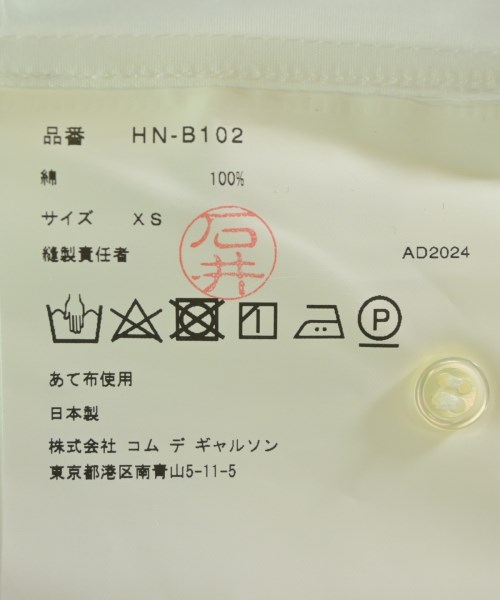 品番 HN-B102
綿 100%
サイズ XS
石井
縫製責任者 AD2024
P
あて布使用
日本製
株式会社 コム デ ギャルソン
東京都港区南青山5-11-5